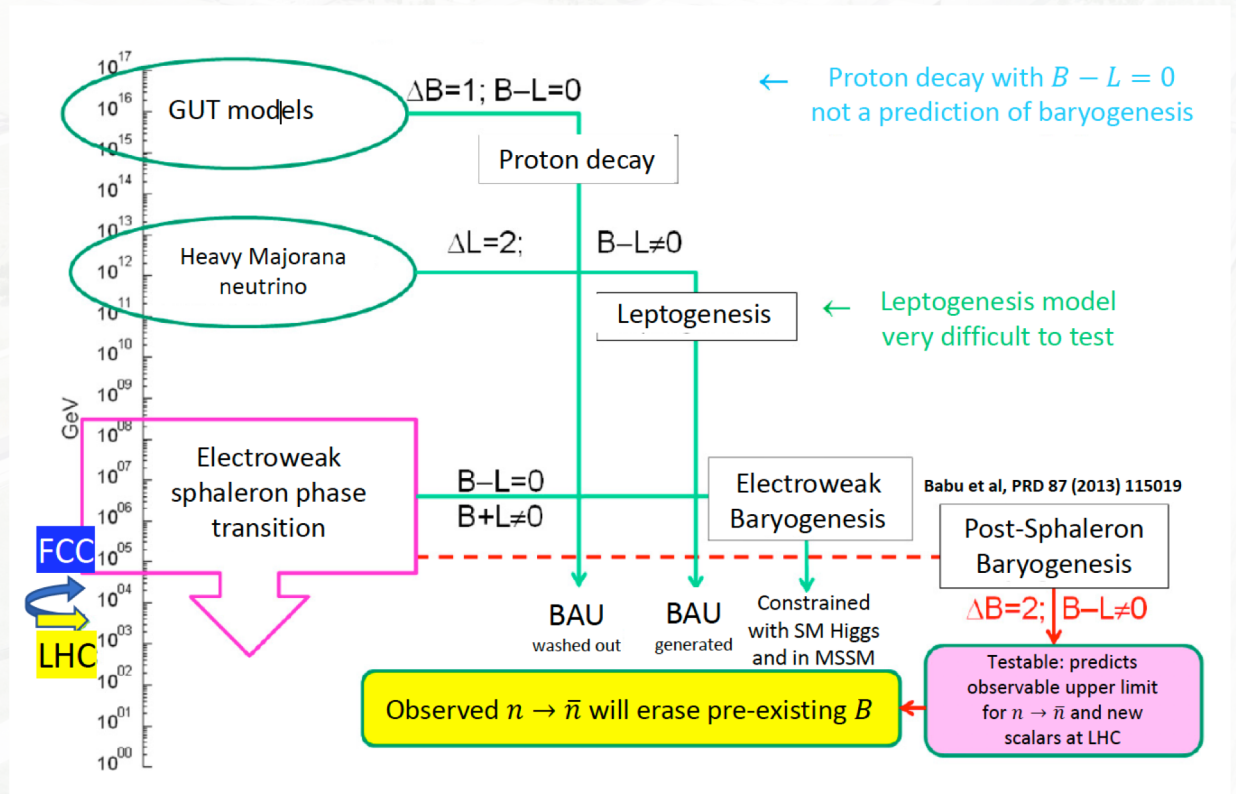 10^17
10^16
10^15
10^14
10^13
10^12
10^11
10^10
10^09
10^08
10^07
10^06
10^05
10^04
10^03
10^02
10^01
10^00
GeV
GUT models
ΔB=1; B–L=0
Proton decay
← Proton decay with B − L = 0
not a prediction of baryogenesis
Heavy Majorana
neutrino
ΔL=2; B–L≠0
Leptogenesis
← Leptogenesis model
very difficult to test
Electroweak
sphaleron phase
transition
B–L=0
B+L≠0
Electroweak
Baryogenesis
Babu et al, PRD 87 (2013) 115019
Post-Sphaleron
Baryogenesis
FCC
LHC
BAU
washed out
BAU
generated
Constrained
with SM Higgs
and in MSSM
ΔB=2; B–L≠0
Observed n → n̄ will erase pre-existing B
Testable: predicts
observable upper limit
for n → n̄ and new
scalars at LHC